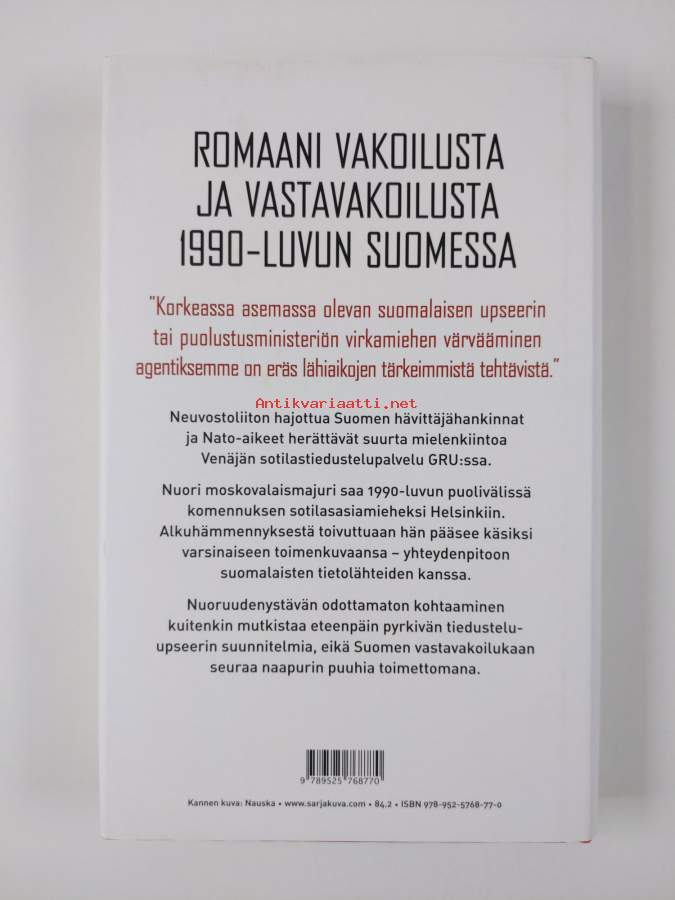 ROMAANI VAKOILUSTA
JA VASTAVAKOILUSTA
1990-LUVUN SUOMESSA
"Korkeassa asemassa olevan suomalaisen upseerin
tai puolustusministeriön virkamiehen värvääminen
agentiksemme on eräs lähiaikojen tärkeimmistä tehtävistä."
Antikvariaatti.net
Neuvostoliiton hajottua Suomen hävittäjähankinnat
ja Nato-aikeet herättävät suurta mielenkiintoa
Venäjän sotilastiedustelupalvelu GRU:ssa.
Nuori moskovalaismajuri saa 1990-luvun puolivälissä
komennuksen sotilasasiamieheksi Helsinkiin.
Alkuhämmennyksestä toivuttuaan hän pääsee käsiksi
varsinaiseen toimenkuvaansa – yhteydenpitoon
suomalaisten tietolähteiden kanssa.
Nuoruudenystävän odottamaton kohtaaminen
kuitenkin mutkistaa eteenpäin pyrkivän tiedustelu-
upseerin suunnitelmia, eikä Suomen vastavakoilukaan
seuraa naapurin puuhia toimettomana.
9 789525 768770
Kannen kuva: Nauska • www.sarjakuva.com • 84.2 • ISBN 978-952-5768-77-0